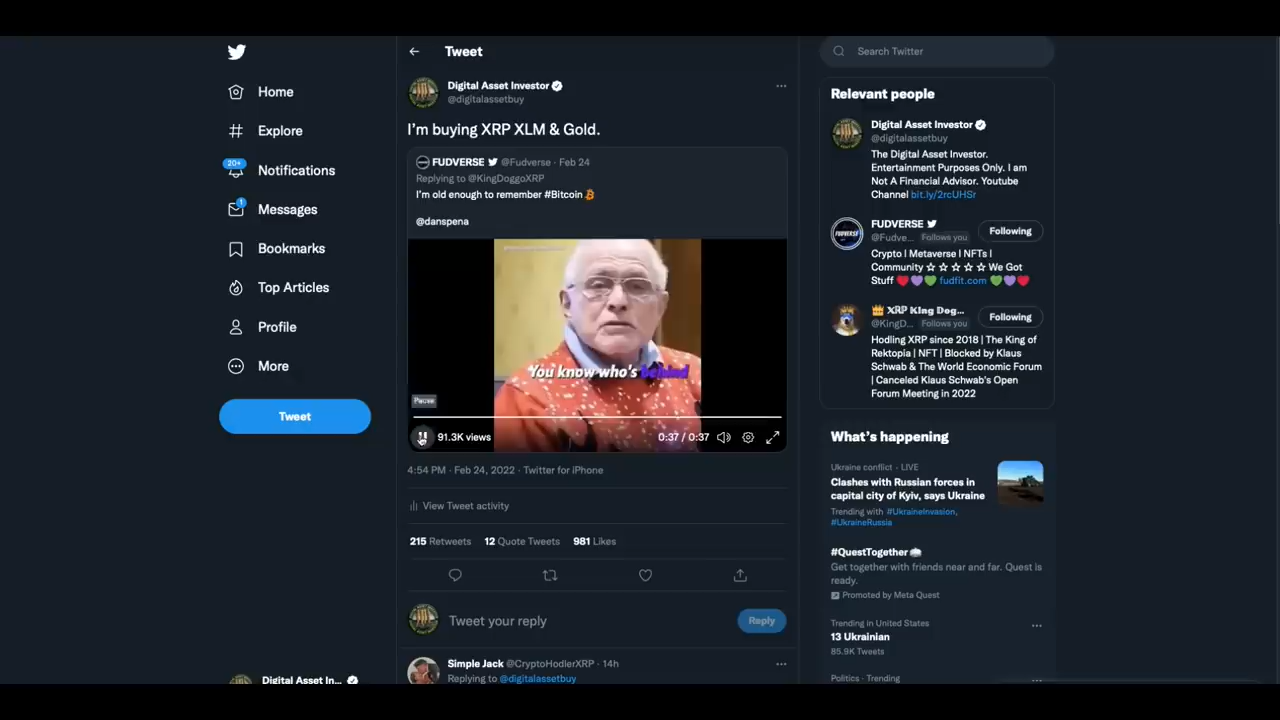 Home
Explore
20+
Notifications
1
Messages
Bookmarks
Top Articles
Profile
More
Tweet
Digital Asset In...
Tweet
Digital Asset Investor
@digitalassetbuy
I'm buying XRP XLM & Gold.
FUDVERSE @Fudverse · Feb 24
Replying to @KingDoggoXRP
I'm old enough to remember #Bitcoin
@danspena
You know who's behind
Pause
91.3K views
0:37 / 0:37
4:54 PM · Feb 24, 2022 · Twitter for iPhone
View Tweet activity
215 Retweets 12 Quote Tweets 981 Likes
Tweet your reply
Reply
Simple Jack @CryptoHodlerXRP · 14h
Replying to @digitalassetbuy
Search Twitter
Relevant people
Digital Asset Investor
@digitalassetbuy
The Digital Asset Investor.
Entertainment Purposes Only. I am
Not A Financial Advisor. Youtube
Channel bit.ly/2rcUHSr
FUDVERSE
@Fudve... Follows you
Following
Crypto | Metaverse | NFTs |
Community ☆ ☆ ☆ ☆ ☆ We Got
Stuff ❤️💜💚 fudfit.com 💚💜❤️
👑 XRP King Dog...
@KingD... Follows you
Following
Hodling XRP since 2018 | The King of
Rektopia | NFT | Blocked by Klaus
Schwab & The World Economic Forum
| Canceled Klaus Schwab's Open
Forum Meeting in 2022
What's happening
Ukraine conflict · LIVE
Clashes with Russian forces in
capital city of Kyiv, says Ukraine
Trending with #UkraineInvasion,
#UkraineRussia
#QuestTogether
Get together with friends near and far. Quest is
ready.
Promoted by Meta Quest
Trending in United States
13 Ukrainian
85.9K Tweets
Politics · Trending